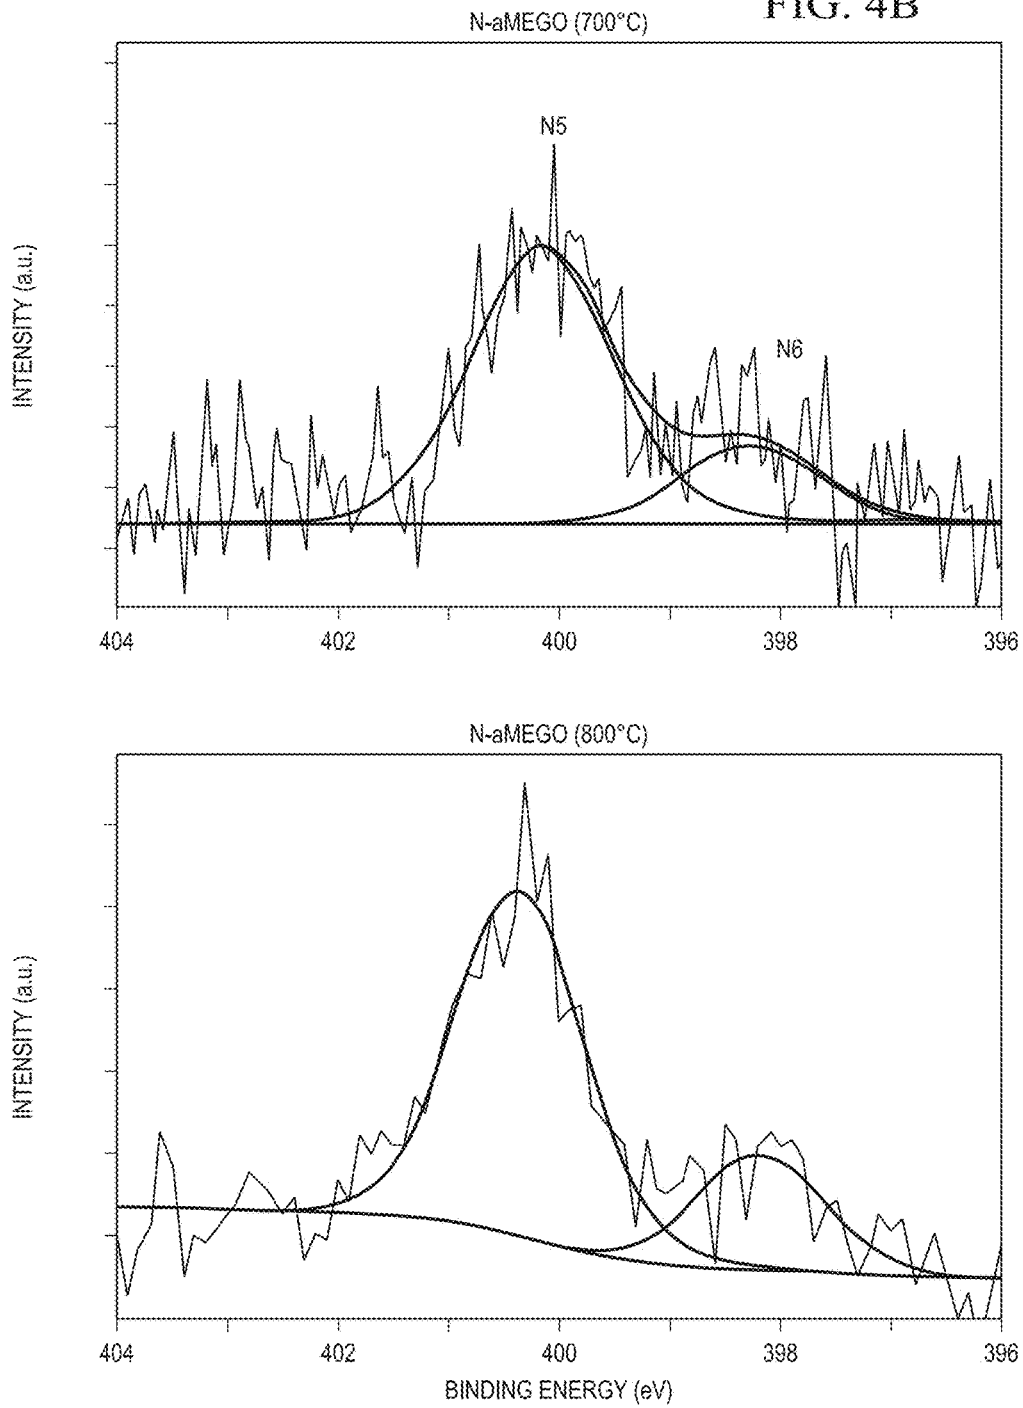 FIG. 4B
N-aMEGO (700°C)
N5
N6
INTENSITY (a.u.)
404 402 400 398 396
N-aMEGO (800°C)
INTENSITY (a.u.)
404 402 400 398 396
BINDING ENERGY (eV)